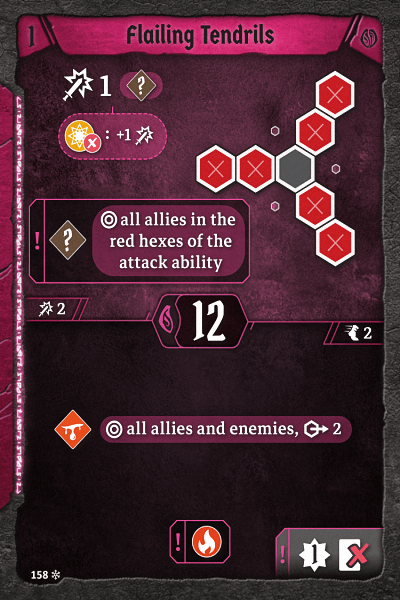 1 Flailing Tendrils
1 ?
: +1
! ? all allies in the
red hexes of the
attack ability
2 12 2
all allies and enemies, 2
! ! 1
158